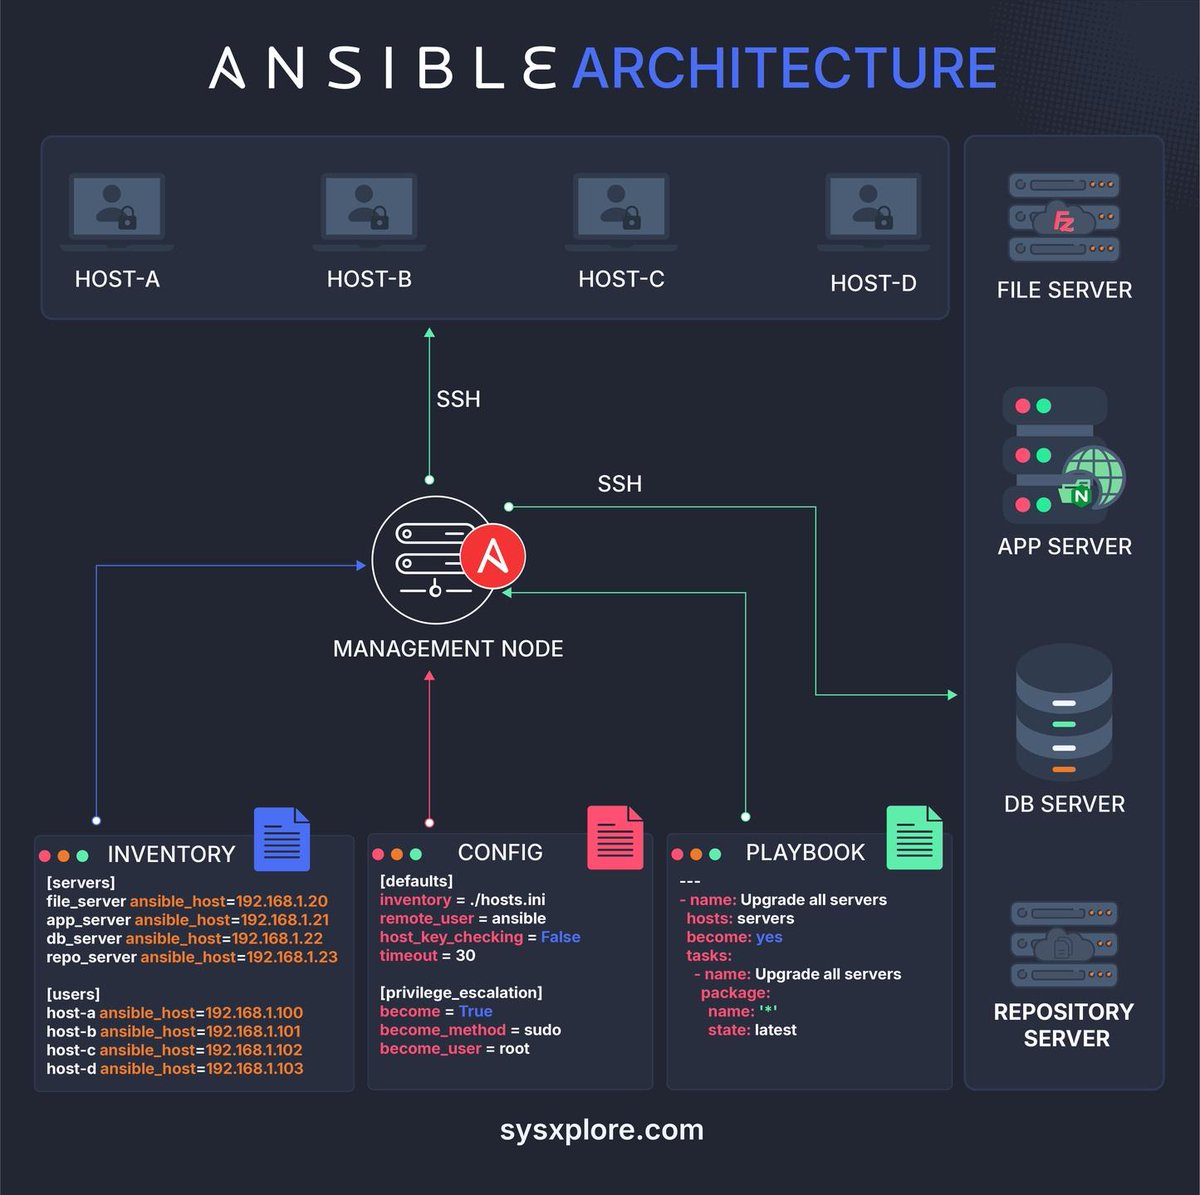 ANSIBLE ARCHITECTURE
HOST-A
HOST-B
HOST-C
HOST-D
FILE SERVER
SSH
SSH
APP SERVER
MANAGEMENT NODE
DB SERVER
REPOSITORY
SERVER
INVENTORY
[servers]
file_server ansible_host=192.168.1.20
app_server ansible_host=192.168.1.21
db_server ansible_host=192.168.1.22
repo_server ansible_host=192.168.1.23
[users]
host-a ansible_host=192.168.1.100
host-b ansible_host=192.168.1.101
host-c ansible_host=192.168.1.102
host-d ansible_host=192.168.1.103
CONFIG
[defaults]
inventory = ./hosts.ini
remote_user = ansible
host_key_checking = False
timeout = 30
[privilege_escalation]
become = True
become_method = sudo
become_user = root
PLAYBOOK
---
- name: Upgrade all servers
hosts: servers
become: yes
tasks:
- name: Upgrade all servers
package:
name: '*'
state: latest
sysxplore.com